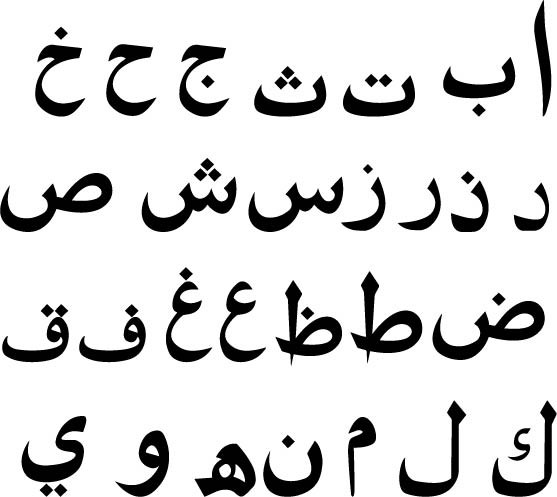 ا ب ت ث ج ح خ
د ذ ر ز س ش ص
ض ط ظ ع غ ف ق
ك ل م ن ه و ي